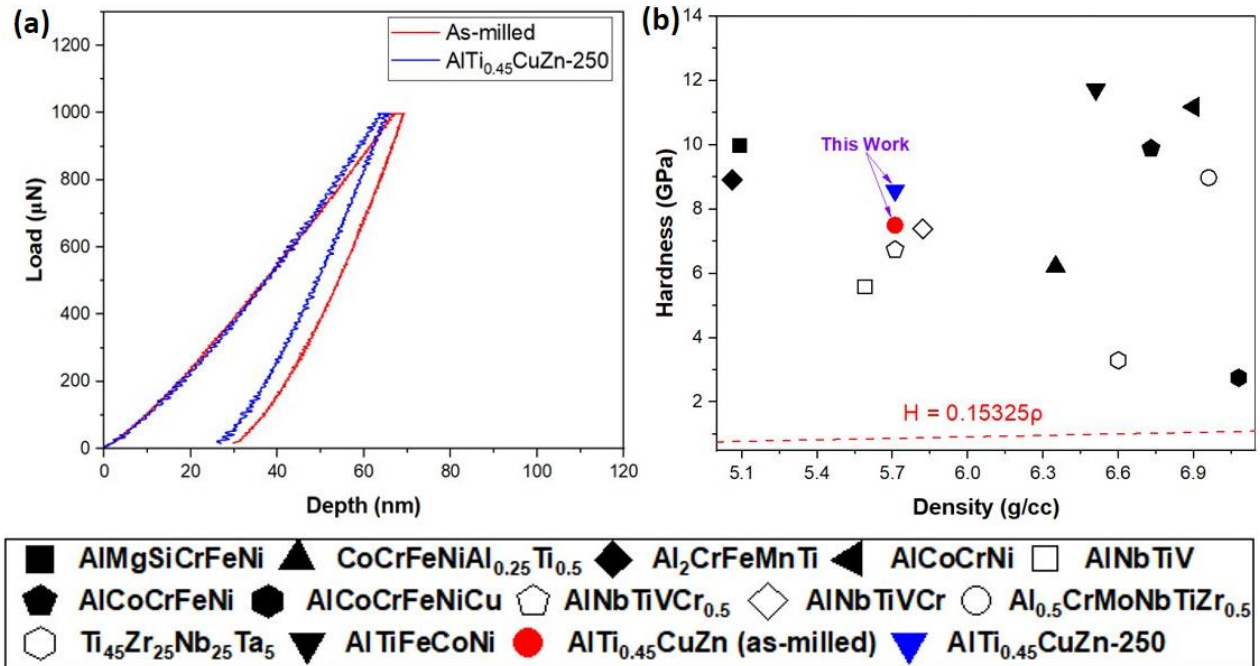 (a)
As-milled
AlTi0.45CuZn-250
Load (μN)
1200
1000
800
600
400
200
0
0 20 40 60 80 100 120
Depth (nm)
(b)
Hardness (GPa)
14
12
10
8
6
4
2
This Work
H = 0.15325ρ
5.1 5.4 5.7 6.0 6.3 6.6 6.9
Density (g/cc)
AlMgSiCrFeNi CoCrFeNiAl0.25Ti0.5 Al2CrFeMnTi AlCoCrNi AlNbTiV
AlCoCrFeNi AlCoCrFeNiCu AlNbTiVCr0.5 AlNbTiVCr Al0.5CrMoNbTiZr0.5
Ti45Zr25Nb25Ta5 AlTiFeCoNi AlTi0.45CuZn (as-milled) AlTi0.45CuZn-250